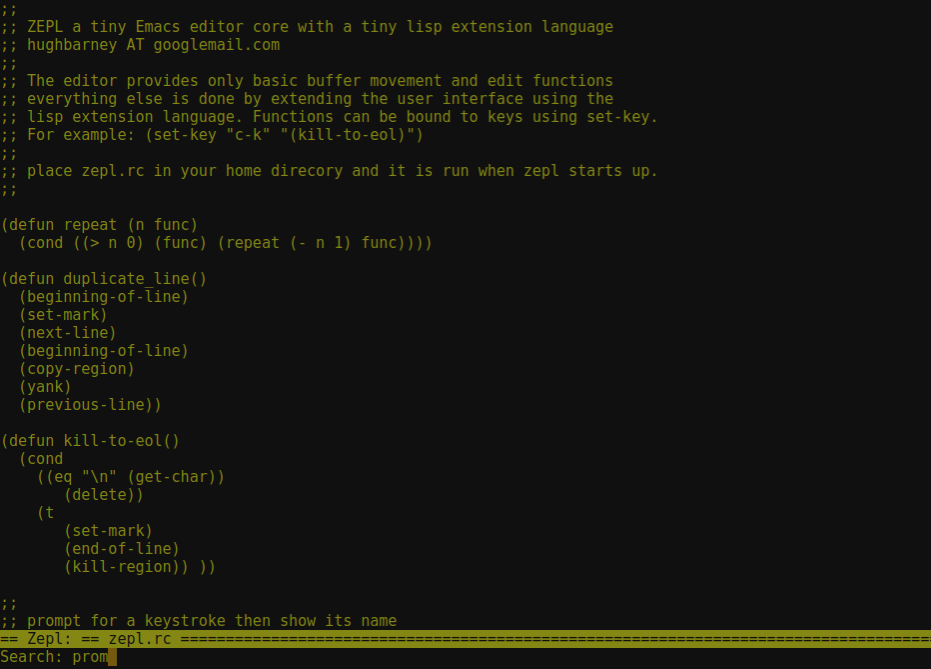 ;;
;; ZEPL a tiny Emacs editor core with a tiny lisp extension language
;; hughbarney AT googlemail.com
;;
;; The editor provides only basic buffer movement and edit functions
;; everything else is done by extending the user interface using the
;; lisp extension language. Functions can be bound to keys using set-key.
;; For example: (set-key "c-k" "(kill-to-eol)")
;;
;; place zepl.rc in your home direcory and it is run when zepl starts up.
;;

(defun repeat (n func)
  (cond ((> n 0) (func) (repeat (- n 1) func))))

(defun duplicate_line()
  (beginning-of-line)
  (set-mark)
  (next-line)
  (beginning-of-line)
  (copy-region)
  (yank)
  (previous-line))

(defun kill-to-eol()
  (cond
    ((eq "\n" (get-char))
       (delete))
    (t
       (set-mark)
       (end-of-line)
       (kill-region)) ))

;;
;; prompt for a keystroke then show its name
== Zepl: == zepl.rc ===================================================================================
Search: prom